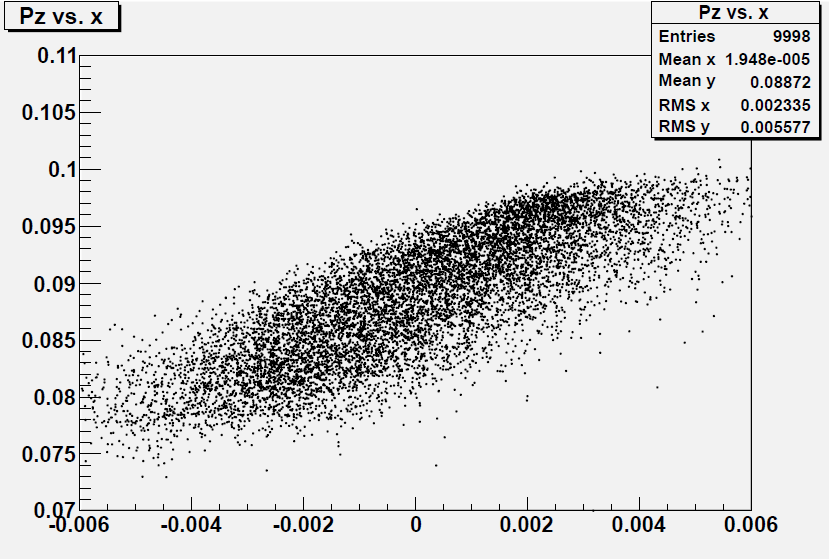 Pz vs. x
Pz vs. x
Entries 9998
Mean x 1.948e-005
Mean y 0.08872
RMS x 0.002335
RMS y 0.005577
0.11
0.105
0.1
0.095
0.09
0.085
0.08
0.075
0.07
-0.006 -0.004 -0.002 0 0.002 0.004 0.006